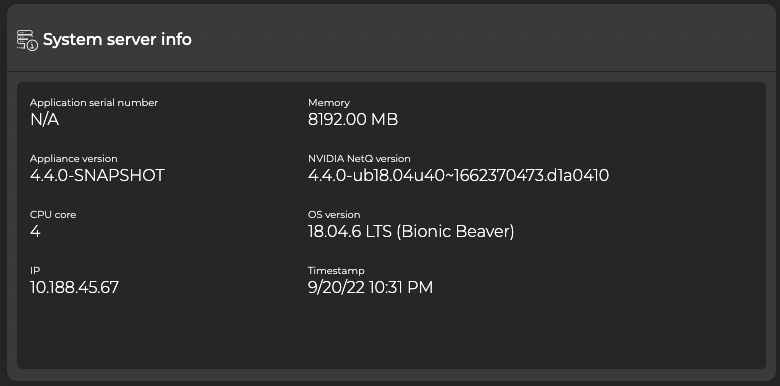 System server info
Application serial number
N/A
Memory
8192.00 MB
Appliance version
4.4.0-SNAPSHOT
NVIDIA NetQ version
4.4.0-ub18.04u40~1662370473.d1a0410
CPU core
4
OS version
18.04.6 LTS (Bionic Beaver)
IP
10.188.45.67
Timestamp
9/20/22 10:31 PM